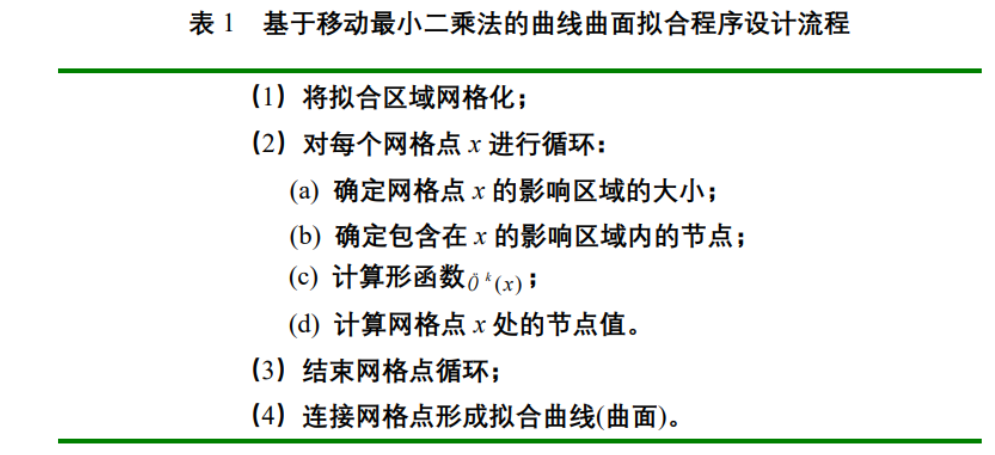 表 1 基于移动最小二乘法的曲线曲面拟合程序设计流程
(1) 将拟合区域网格化;
(2) 对每个网格点 x 进行循环:
(a) 确定网格点 x 的影响区域的大小;
(b) 确定包含在 x 的影响区域内的节点;
(c) 计算形函数Ö k(x);
(d) 计算网格点 x 处的节点值。
(3) 结束网格点循环;
(4) 连接网格点形成拟合曲线(曲面)。